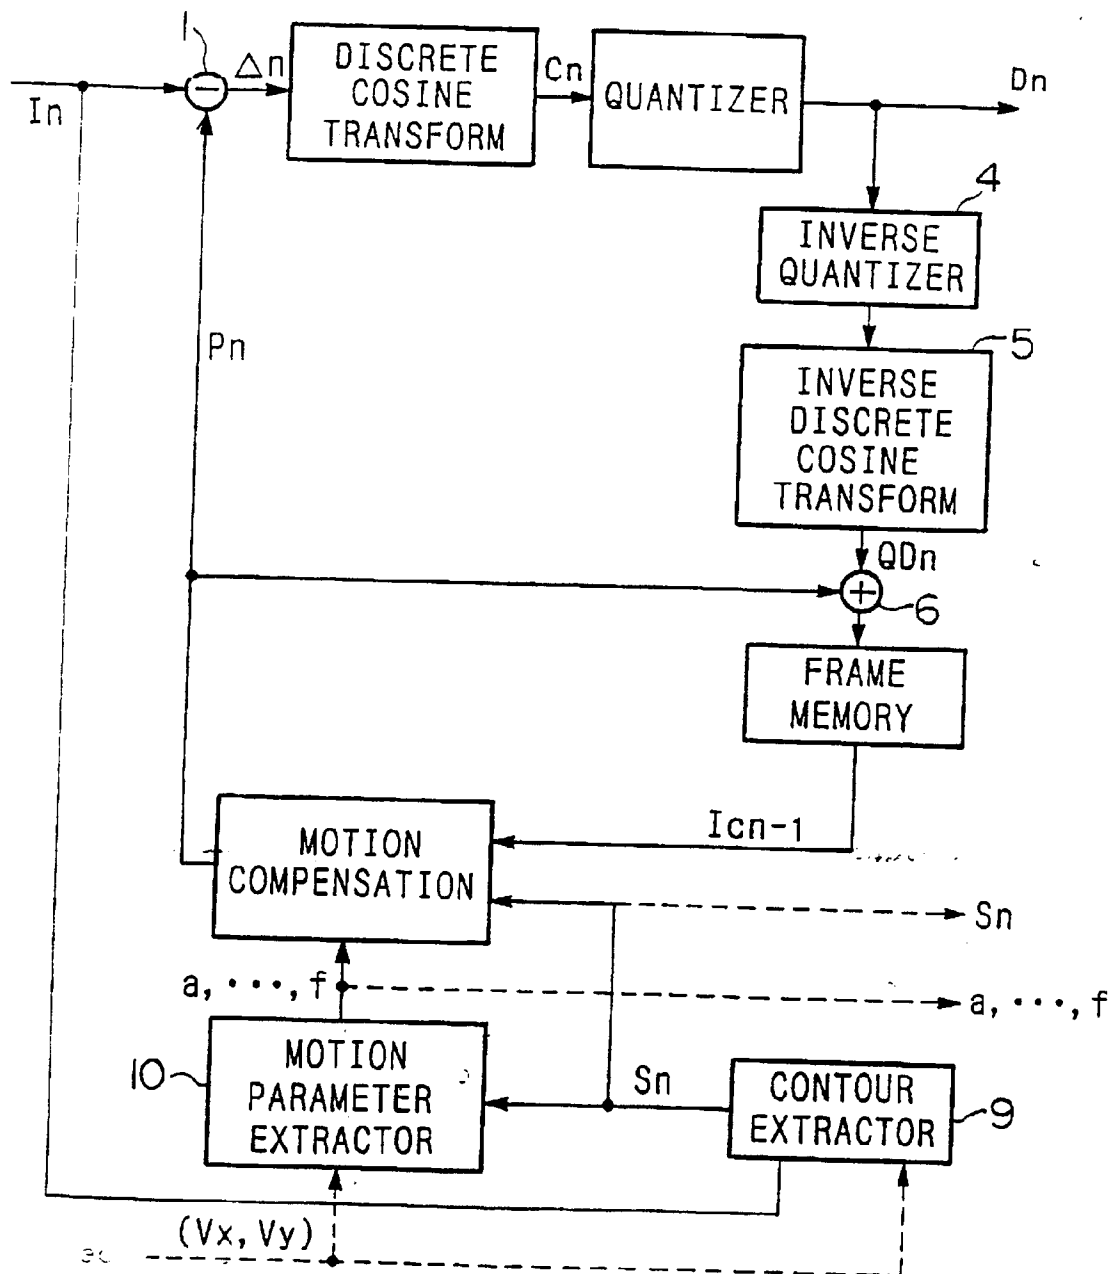 1
In
Δn
DISCRETE
COSINE
TRANSFORM
Cn
QUANTIZER
Dn
4
INVERSE
QUANTIZER
5
INVERSE
DISCRETE
COSINE
TRANSFORM
Pn
QDn
6
FRAME
MEMORY
Icn-1
MOTION
COMPENSATION
Sn
a, ···, f
a, ···, f
10
MOTION
PARAMETER
EXTRACTOR
Sn
CONTOUR
EXTRACTOR
9
(Vx, Vy)